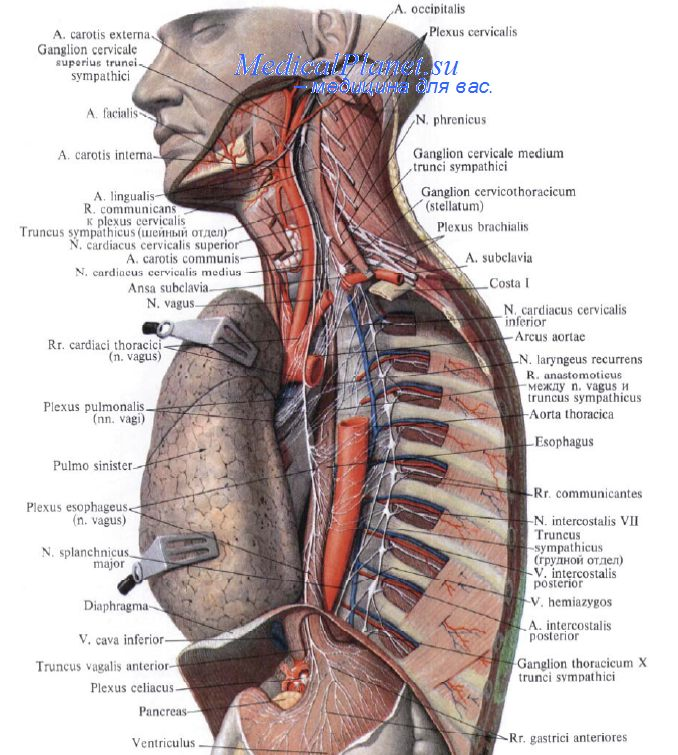 A. carotis externa
Ganglion cervicale
superius trunci
sympathici
A. facialis
A. carotis interna
A. lingualis
R. communicans
к plexus cervicalis
Truncus sympathicus (шейный отдел)
N. cardiacus cervicalis superior
A. carotis communis
N. cardiacus cervicalis medius
Ansa subclavia
N. vagus
Rr. cardiaci thoracici
(n. vagus)
Plexus pulmonalis
(nn. vagi)
Pulmo sinister
Plexus esophageus
(n. vagus)
N. splanchnicus
major
Diaphragma
V. cava inferior
Truncus vagalis anterior
Plexus celiacus
Pancreas
Ventriculus
MedicalPlanet.su
– медицина для вас.
A. occipitalis
Plexus cervicalis
N. phrenicus
Ganglion cervicale medium
trunci sympathici
Ganglion cervicothoracicum
(stellatum)
Plexus brachialis
A. subclavia
Costa I
N. cardiacus cervicalis
inferior
Arcus aortae
N. laryngeus recurrens
R. anastomoticus
между n. vagus и
truncus sympathicus
Aorta thoracica
Esophagus
Rr. communicantes
N. intercostalis VII
Truncus
sympathicus
(грудной отдел)
V. intercostalis
posterior
V. hemiazygos
A. intercostalis
posterior
Ganglion thoracicum X
trunci sympathici
Rr. gastrici anteriores